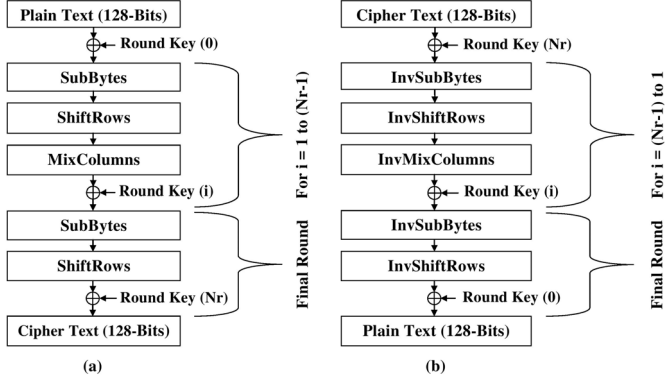 Plain Text (128-Bits)
Round Key (0)
SubBytes
ShiftRows
MixColumns
Round Key (i)
For i = 1 to (Nr-1)
SubBytes
ShiftRows
Round Key (Nr)
Final Round
Cipher Text (128-Bits)
(a)
Cipher Text (128-Bits)
Round Key (Nr)
InvSubBytes
InvShiftRows
InvMixColumns
Round Key (i)
For i = (Nr-1) to 1
InvSubBytes
InvShiftRows
Round Key (0)
Final Round
Plain Text (128-Bits)
(b)